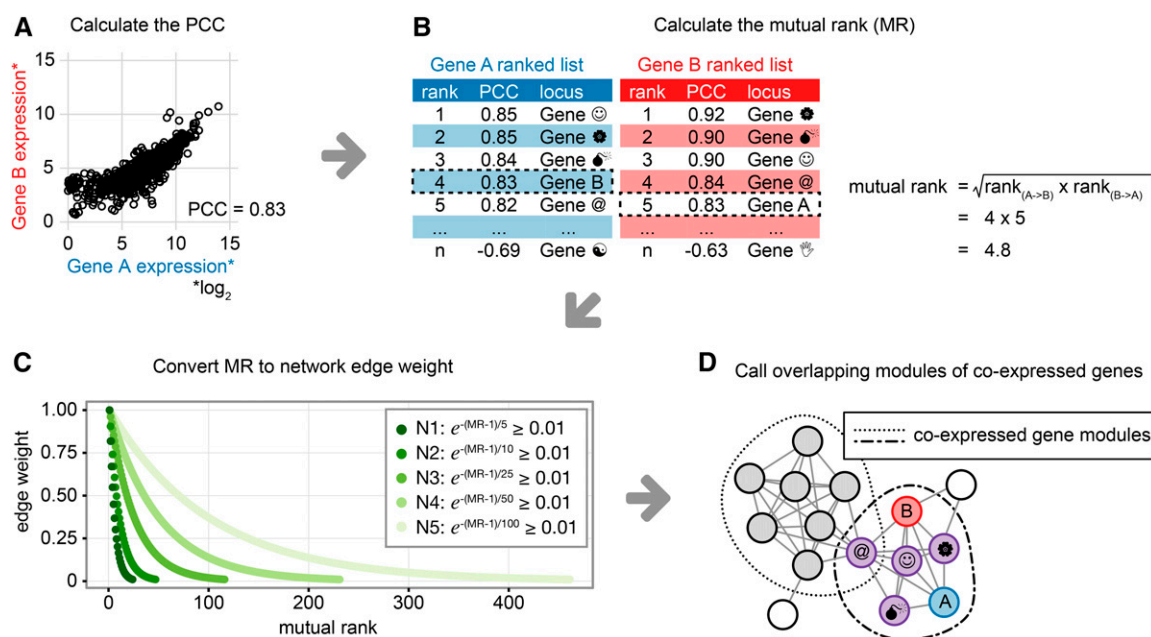 A Calculate the PCC
15
10
5
0
0 5 10 15
Gene B expression*
PCC = 0.83
Gene A expression*
*log2
B Calculate the mutual rank (MR)
Gene A ranked list Gene B ranked list
rank PCC locus rank PCC locus
1 0.85 Gene ☺ 1 0.92 Gene
2 0.85 Gene 2 0.90 Gene 💣
3 0.84 Gene 💣 3 0.90 Gene ☺
4 0.83 Gene B 4 0.84 Gene @
5 0.82 Gene @ 5 0.83 Gene A
... ... ... ... ... ...
n -0.69 Gene ☯ n -0.63 Gene
mutual rank = √rank(A->B) x rank(B->A)
= 4 x 5
= 4.8
C Convert MR to network edge weight
1.00
0.75
0.50
0.25
0
edge weight
N1: e-(MR-1)/5 ≥ 0.01
N2: e-(MR-1)/10 ≥ 0.01
N3: e-(MR-1)/25 ≥ 0.01
N4: e-(MR-1)/50 ≥ 0.01
N5: e-(MR-1)/100 ≥ 0.01
0 100 200 300 400
mutual rank
D Call overlapping modules of co-expressed genes
co-expressed gene modules
B
@ ☺
A
💣